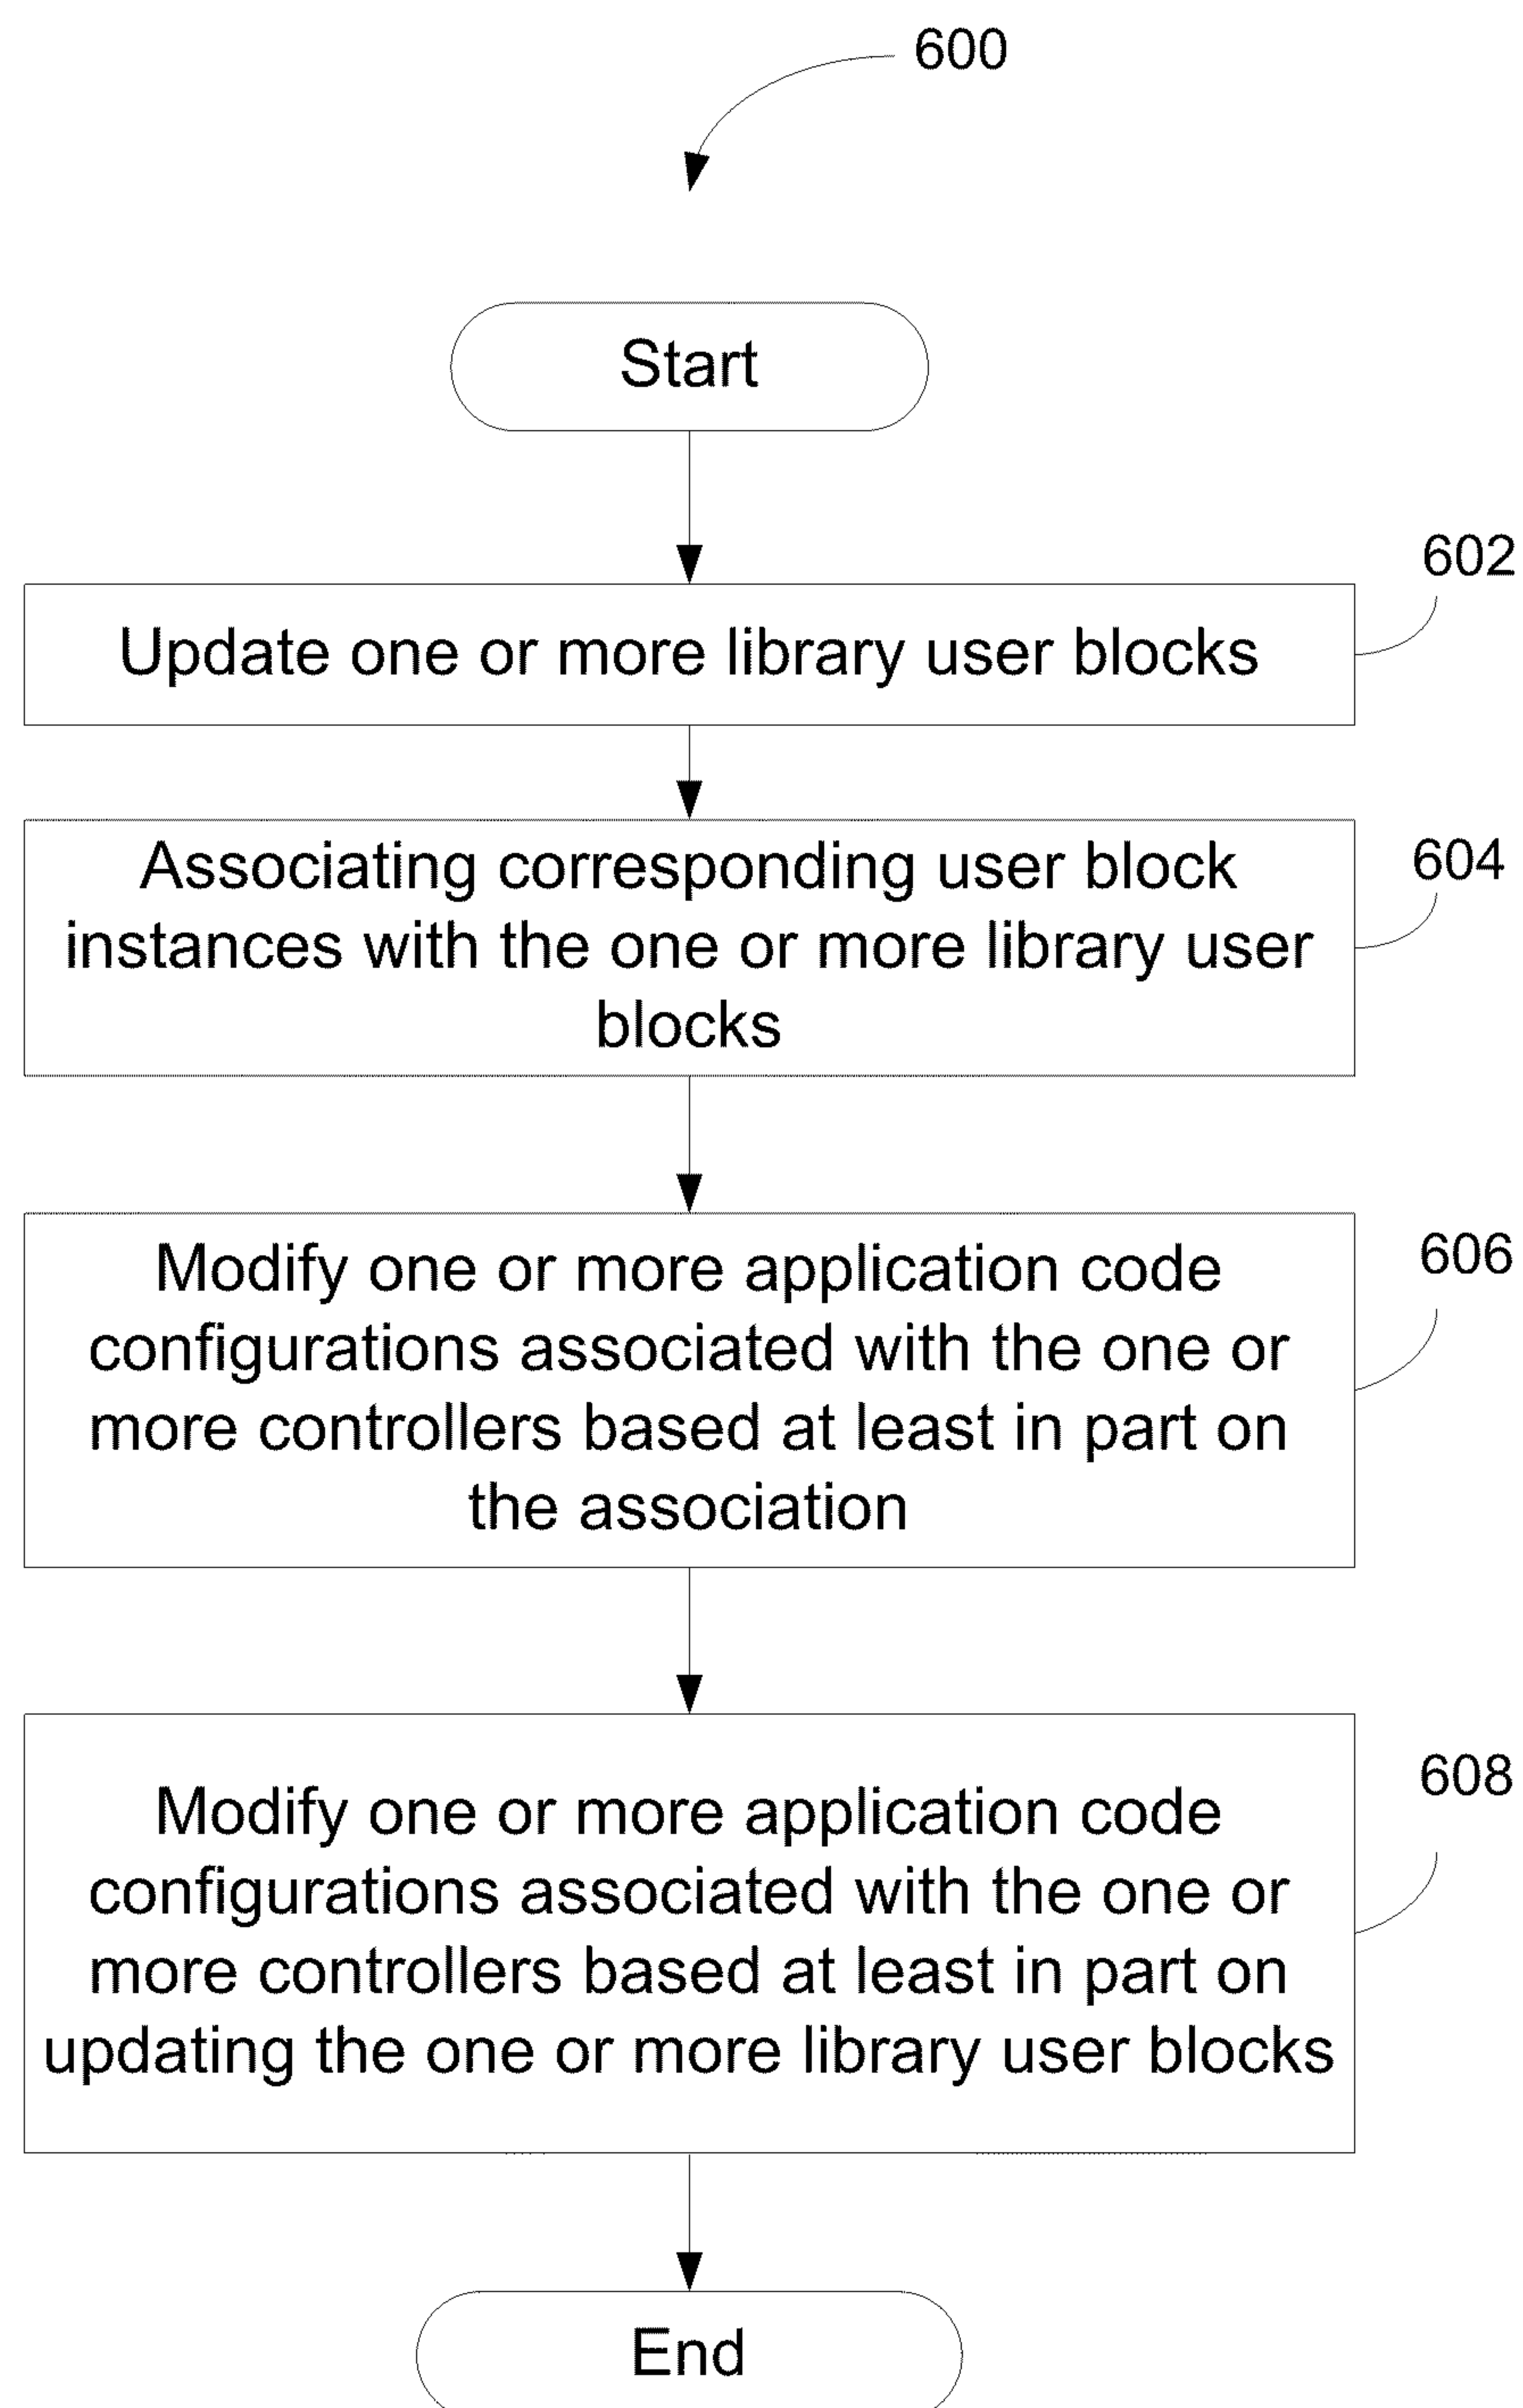 600
Start
602
Update one or more library user blocks
604
Associating corresponding user block
instances with the one or more library user
blocks
606
Modify one or more application code
configurations associated with the one or
more controllers based at least in part on
the association
608
Modify one or more application code
configurations associated with the one or
more controllers based at least in part on
updating the one or more library user blocks
End